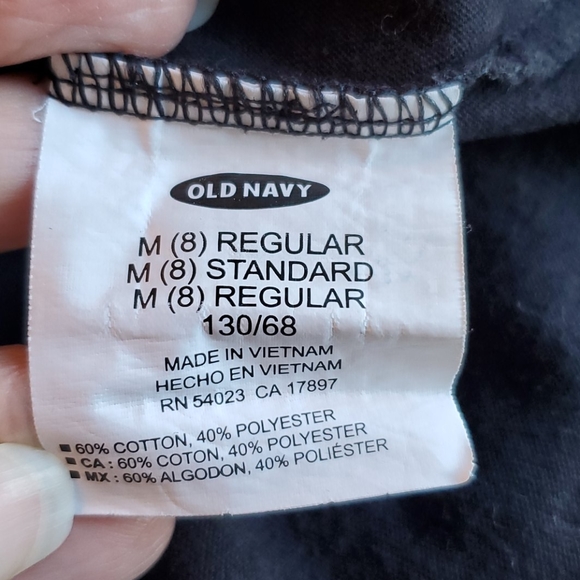 OLD NAVY
M (8) REGULAR
M (8) STANDARD
M (8) REGULAR
130/68
MADE IN VIETNAM
HECHO EN VIETNAM
RN 54023 CA 17897
■ 60% COTTON, 40% POLYESTER
■ CA : 60% COTON, 40% POLYESTER
■ MX : 60% ALGODON, 40% POLIÉSTER